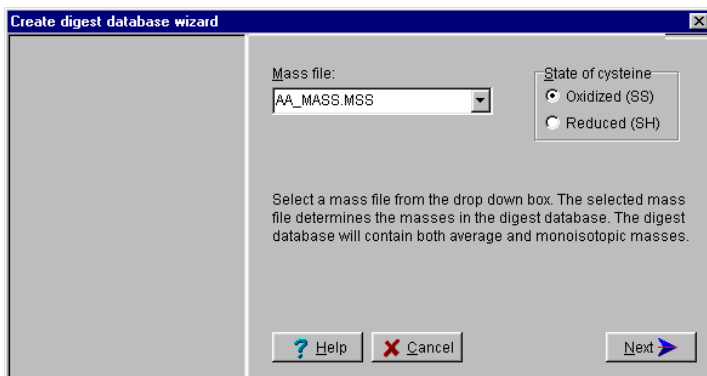 Create digest database wizard
Mass file:
AA_MASS.MSS
State of cysteine
Oxidized (SS)
Reduced (SH)
Select a mass file from the drop down box. The selected mass
file determines the masses in the digest database. The digest
database will contain both average and monoisotopic masses.
? Help
Cancel
Next